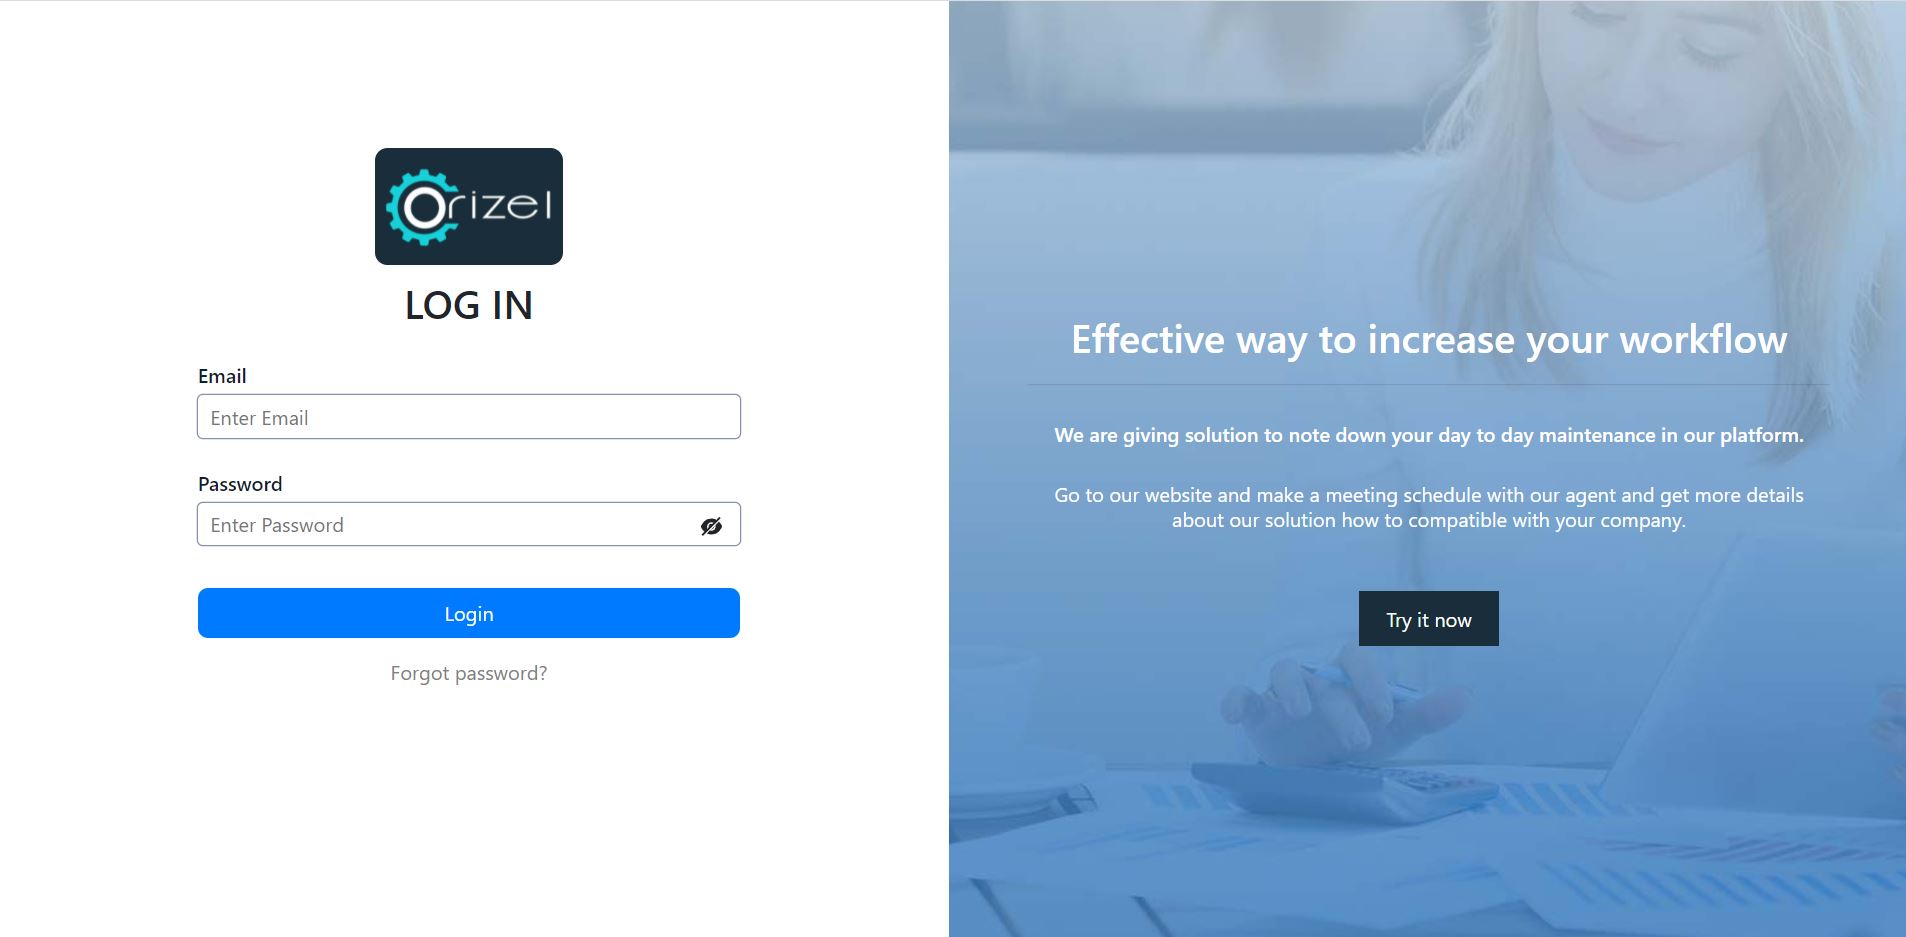 Orizel
LOG IN
Email
Enter Email
Password
Enter Password
Login
Forgot password?
Effective way to increase your workflow
We are giving solution to note down your day to day maintenance in our platform.
Go to our website and make a meeting schedule with our agent and get more details
about our solution how to compatible with your company.
Try it now